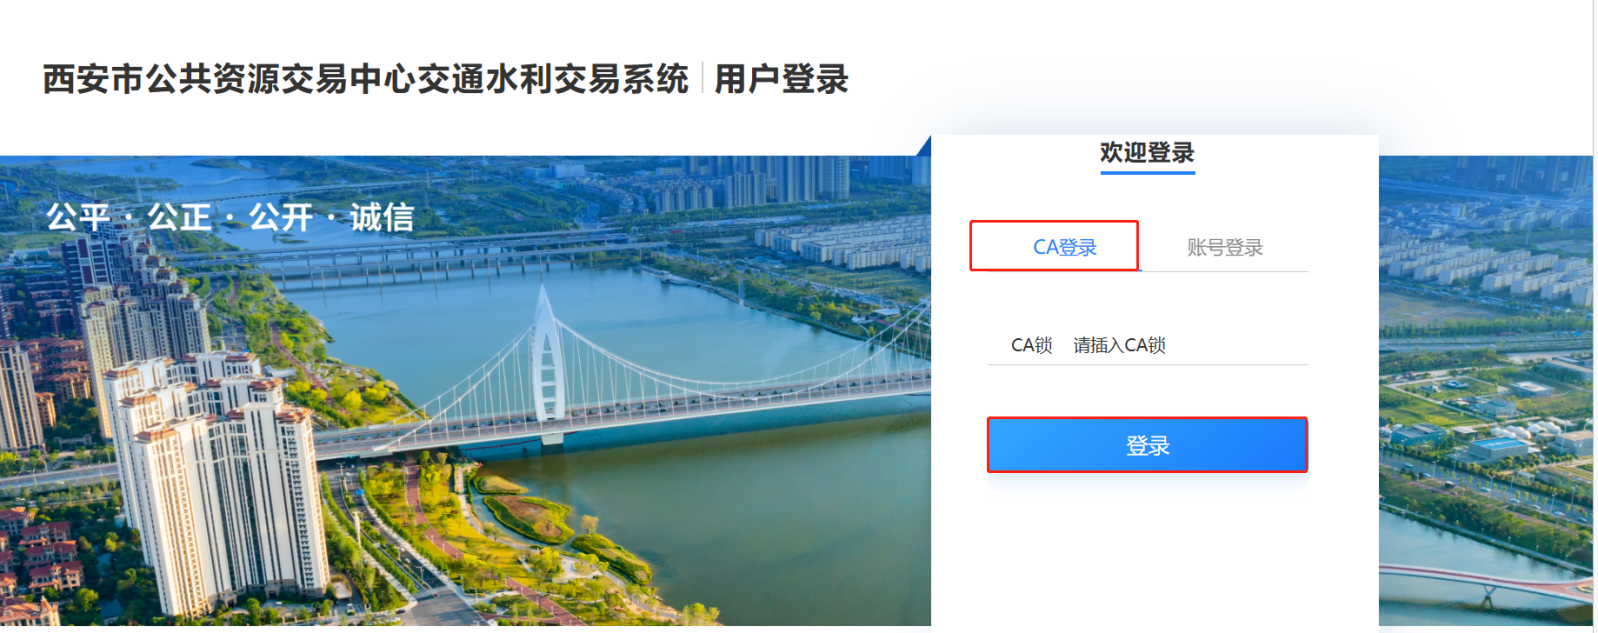 西安市公共资源交易中心交通水利交易系统 | 用户登录
欢迎登录
公平 · 公正 · 公开 · 诚信
CA登录 账号登录
CA锁 请插入CA锁
登录